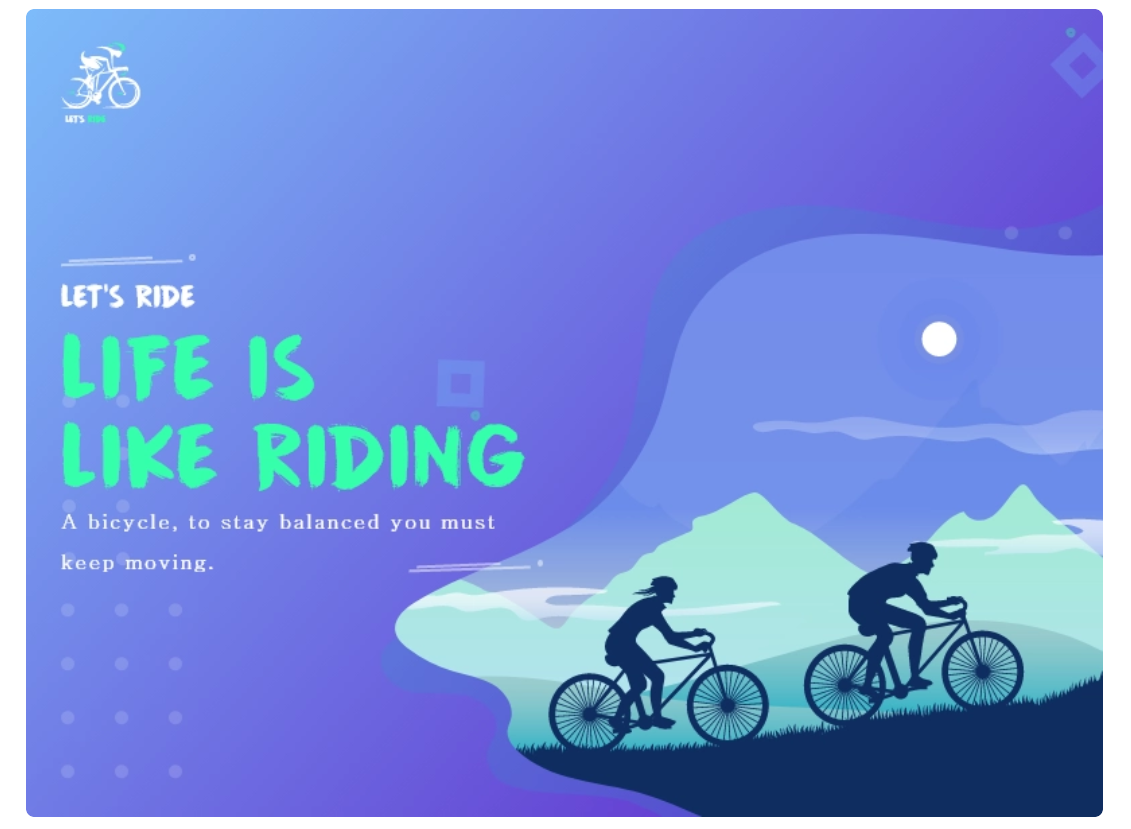 LET'S RIDE
LET'S RIDE
LIFE IS
LIKE RIDING
A bicycle, to stay balanced you must
keep moving.